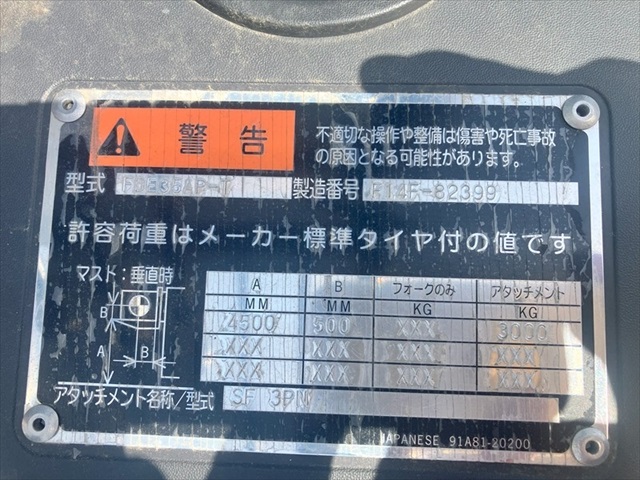 警告
不適切な操作や整備は傷害や死亡事故
の原因となる可能性があります。
型式 製造番号 F14F-82399
許容荷重はメーカー標準タイヤ付の値です
マスト:垂直時
A B フォークのみ アタッチメント
MM MM KG KG
4500 500 XXX 3000
XXX XXX XXX XXX
XXX XXX XXX XXX
B
A B
アタッチメント名称/型式 SF
JAPANESE 91A81-20200